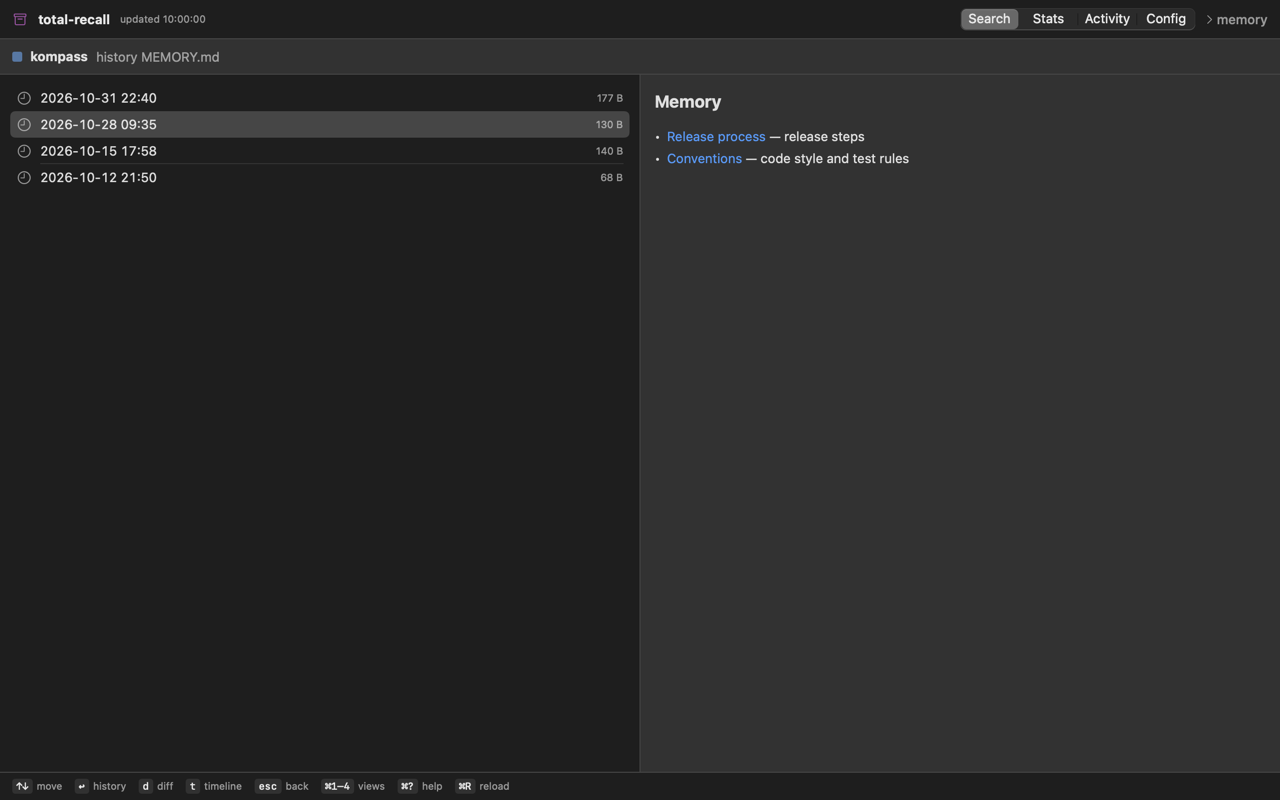 total-recall updated 10:00:00 Search Stats Activity Config > memory
kompass history MEMORY.md
2026-10-31 22:40 177 B
2026-10-28 09:35 130 B
2026-10-15 17:58 140 B
2026-10-12 21:50 68 B
Memory
• Release process — release steps
• Conventions — code style and test rules
↑↓ move ↩ history d diff t timeline esc back ⌘1–4 views ⌘? help ⌘R reload